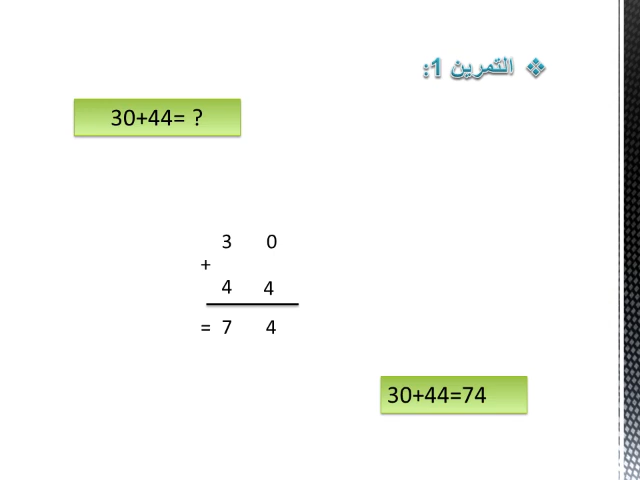 ❖ التمرين 1:
30+44= ?
3 0
+
4 4
= 7 4
30+44=74